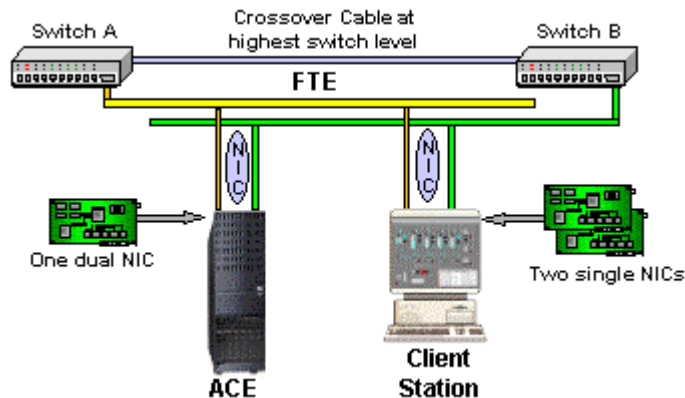 Crossover Cable at
highest switch level
Switch A
Switch B
FTE
NIC
NIC
One dual NIC
Two single NICs
ACE
Client
Station